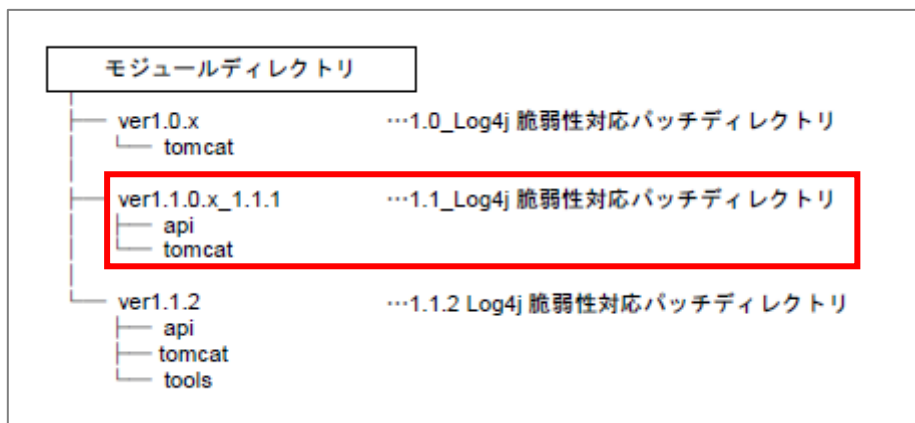 モジュールディレクトリ
ver1.0.x …1.0_Log4j 脆弱性対応パッチディレクトリ
tomcat
ver1.1.0.x_1.1.1 …1.1_Log4j 脆弱性対応パッチディレクトリ
api
tomcat
ver1.1.2 …1.1.2 Log4j 脆弱性対応パッチディレクトリ
api
tomcat
tools